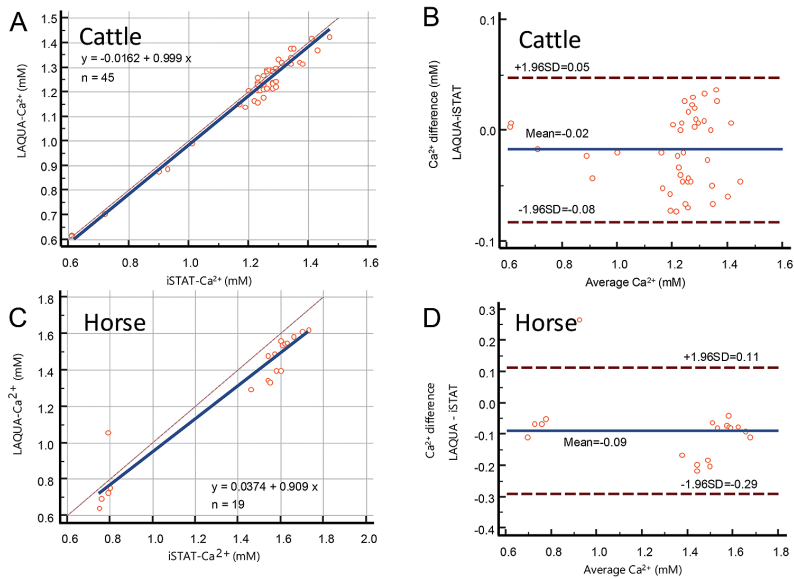 A
Cattle
y = -0.0162 + 0.999 x
n = 45
1.5
1.4
1.3
1.2
1.1
1.0
0.9
0.8
0.7
0.6
LAQUA-Ca²⁺ (mM)
0.6 0.8 1.0 1.2 1.4 1.6
iSTAT-Ca²⁺ (mM)
B
Cattle
0.1
0.0
-0.1
Ca²⁺ difference (mM)
LAQUA-iSTAT
+1.96SD=0.05
Mean=-0.02
-1.96SD=-0.08
0.6 0.8 1.0 1.2 1.4 1.6
Average Ca²⁺ (mM)
C
Horse
1.8
1.6
1.4
1.2
1.0
0.8
0.6
LAQUA-Ca²⁺ (mM)
y = 0.0374 + 0.909 x
n = 19
0.6 0.8 1.0 1.2 1.4 1.6 1.8 2.0
iSTAT-Ca²⁺ (mM)
D
Horse
0.3
0.2
0.1
0.0
-0.1
-0.2
-0.3
-0.4
Ca²⁺ difference
LAQUA - iSTAT
+1.96SD=0.11
Mean=-0.09
-1.96SD=-0.29
0.6 0.8 1.0 1.2 1.4 1.6 1.8
Average Ca²⁺ (mM)